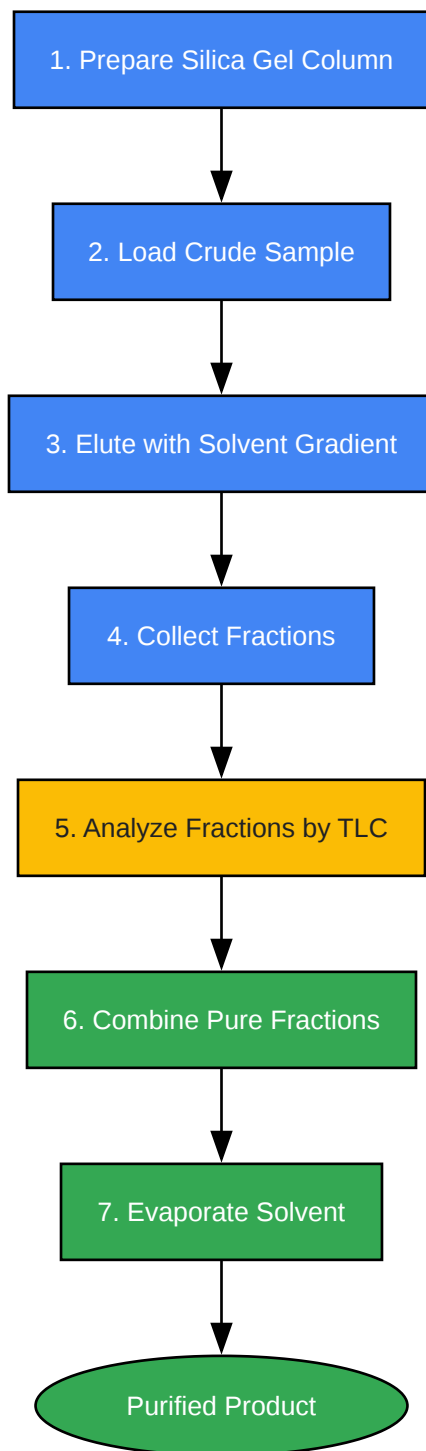 1. Prepare Silica Gel Column
2. Load Crude Sample
3. Elute with Solvent Gradient
4. Collect Fractions
5. Analyze Fractions by TLC
6. Combine Pure Fractions
7. Evaporate Solvent
Purified Product